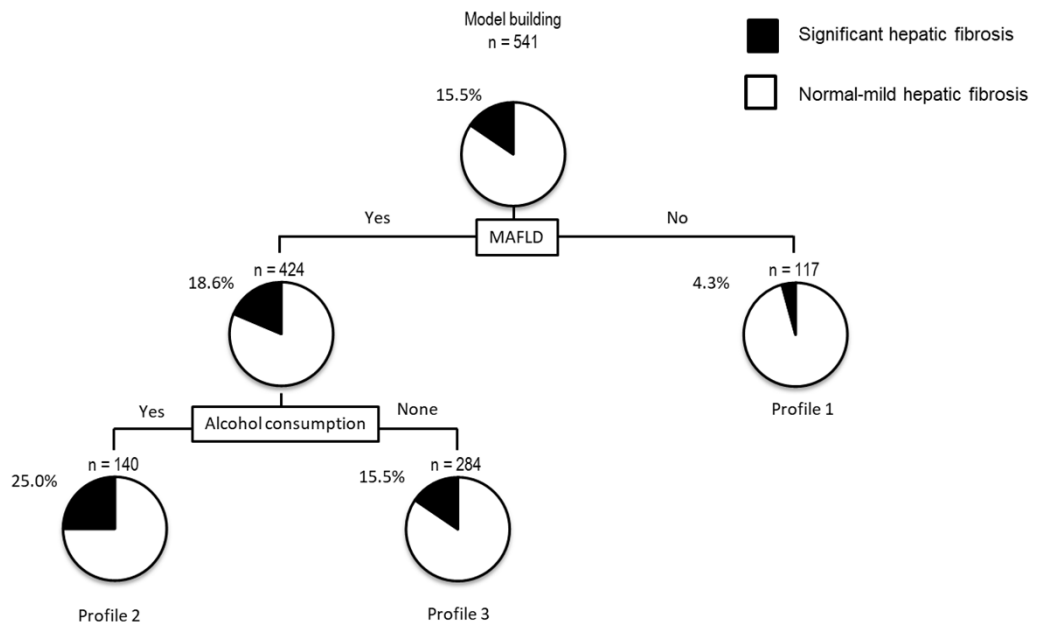 Model building
n = 541
Significant hepatic fibrosis
Normal-mild hepatic fibrosis
15.5%
Yes
No
MAFLD
n = 424
18.6%
n = 117
4.3%
Profile 1
Yes
None
Alcohol consumption
n = 140
25.0%
n = 284
15.5%
Profile 2
Profile 3